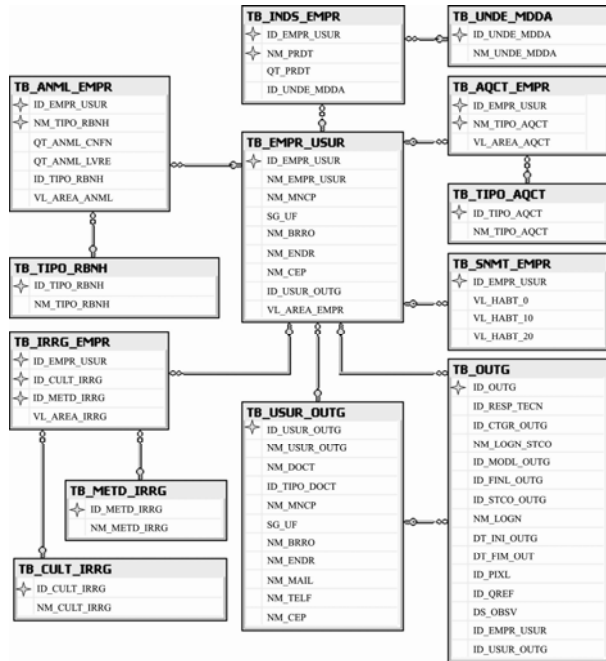 TB_INDS_EMPR
ID_EMPR_USUR
NM_PRDT
QT_PRDT
ID_UNDE_MDDA
TB_UNDE_MDDA
ID_UNDE_MDDA
NM_UNDE_MDDA
TB_ANML_EMPR
ID_EMPR_USUR
NM_TIPO_RBNH
QT_ANML_CNFN
QT_ANML_LVRE
ID_TIPO_RBNH
VL_AREA_ANML
TB_EMPR_USUR
ID_EMPR_USUR
NM_EMPR_USUR
NM_MNCP
SG_UF
NM_BRRO
NM_ENDR
NM_CEP
ID_USUR_OUTG
VL_AREA_EMPR
TB_AQCT_EMPR
ID_EMPR_USUR
NM_TIPO_AQCT
VL_AREA_AQCT
TB_TIPO_AQCT
ID_TIPO_AQCT
NM_TIPO_AQCT
TB_TIPO_RBNH
ID_TIPO_RBNH
NM_TIPO_RBNH
TB_SNMT_EMPR
ID_EMPR_USUR
VL_HABT_0
VL_HABT_10
VL_HABT_20
TB_IRRG_EMPR
ID_EMPR_USUR
ID_CULT_IRRG
ID_METD_IRRG
VL_AREA_IRRG
TB_USUR_OUTG
ID_USUR_OUTG
NM_USUR_OUTG
NM_DOCT
ID_TIPO_DOCT
NM_MNCP
SG_UF
NM_BRRO
NM_ENDR
NM_MAIL
NM_TELF
NM_CEP
TB_OUTG
ID_OUTG
ID_RESP_TECN
ID_CTGR_OUTG
NM_LOGN_STCO
ID_MODL_OUTG
ID_FINL_OUTG
ID_STCO_OUTG
NM_LOGN
DT_INI_OUTG
DT_FIM_OUT
ID_PIXL
ID_QREF
DS_OBSV
ID_EMPR_USUR
ID_USUR_OUTG
TB_METD_IRRG
ID_METD_IRRG
NM_METD_IRRG
TB_CULT_IRRG
ID_CULT_IRRG
NM_CULT_IRRG